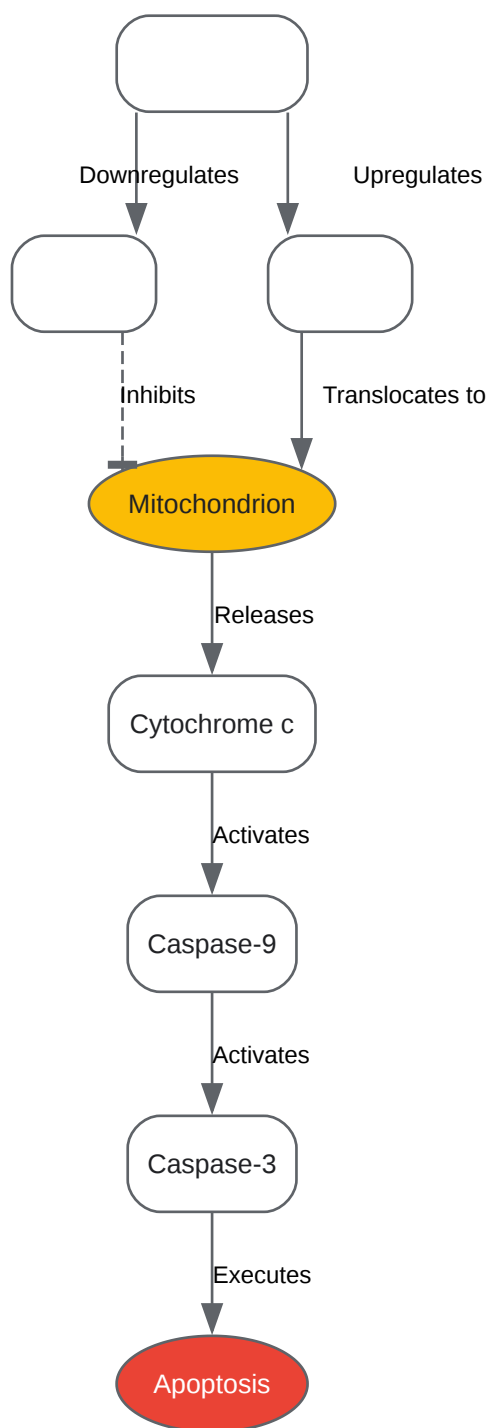 Downregulates
Upregulates
Inhibits
Translocates to
Mitochondrion
Releases
Cytochrome c
Activates
Caspase-9
Activates
Caspase-3
Executes
Apoptosis